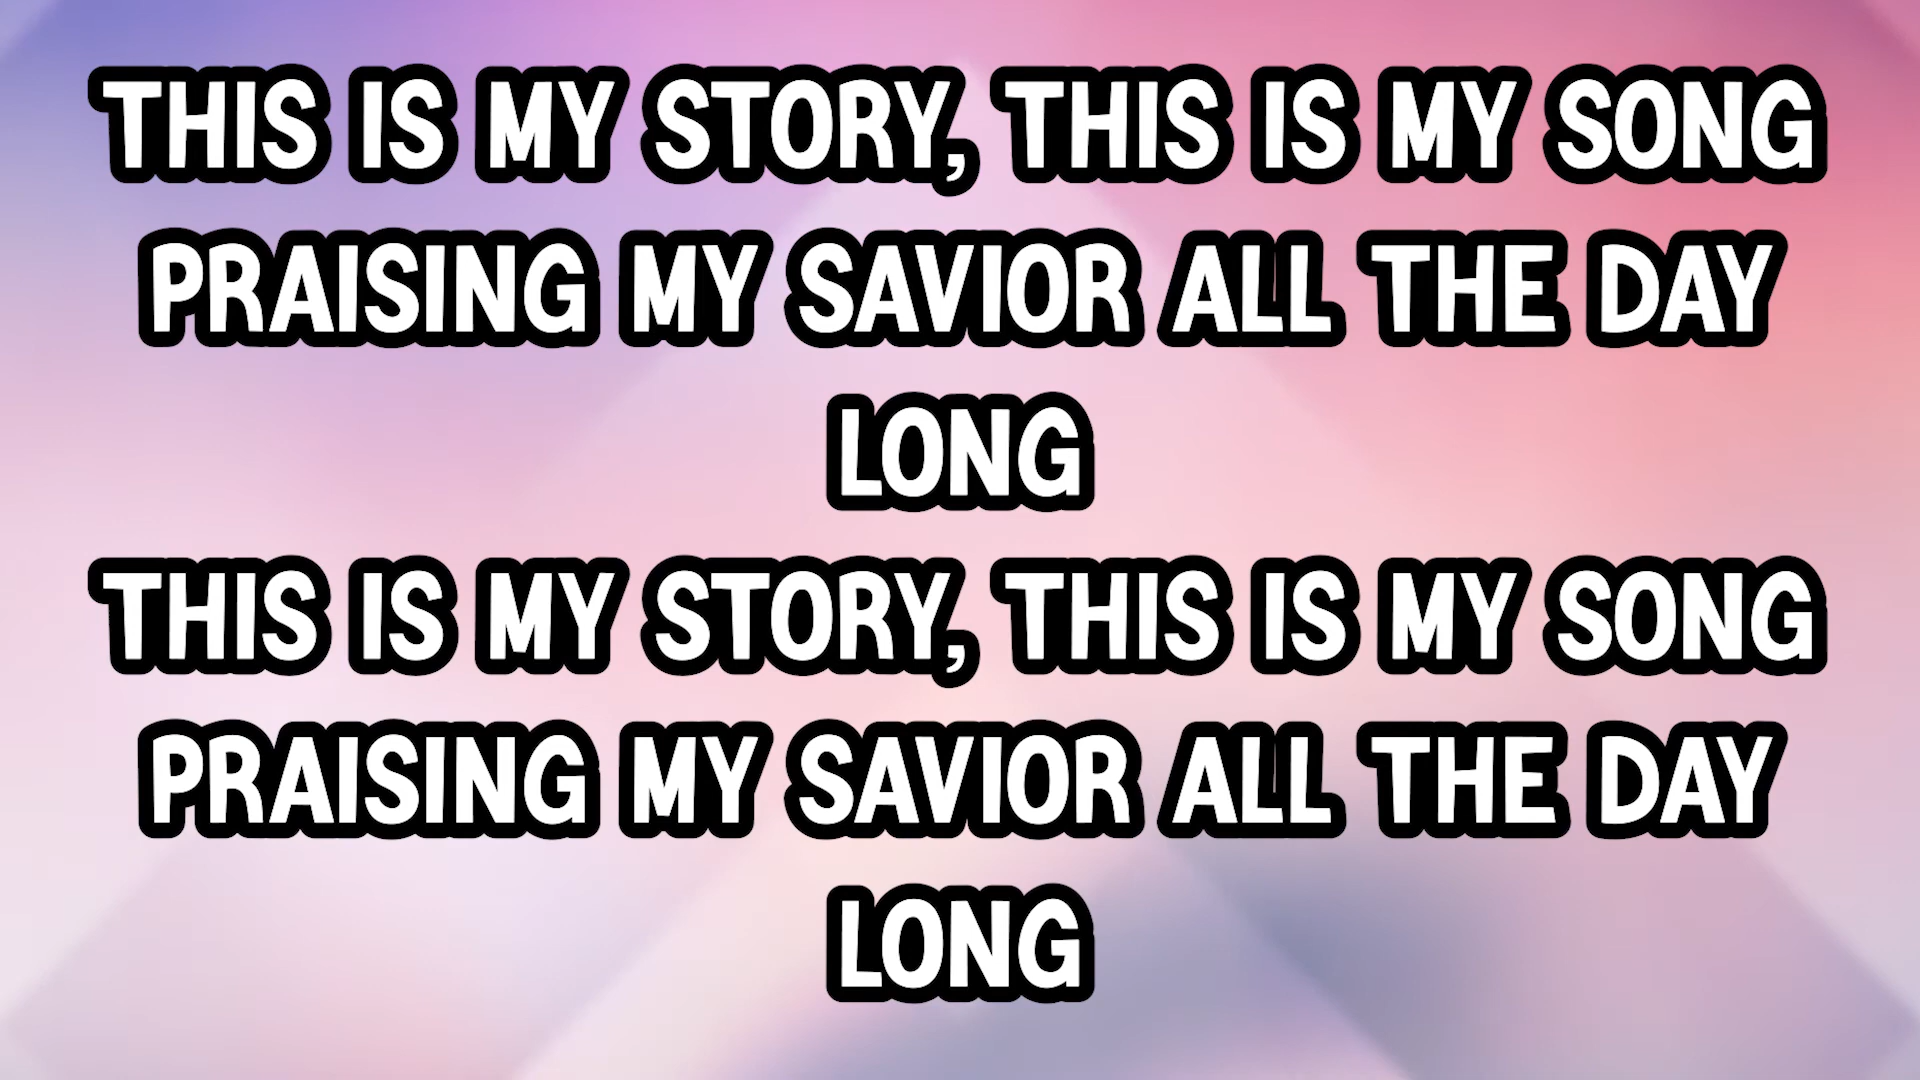 THIS IS MY STORY, THIS IS MY SONG
PRAISING MY SAVIOR ALL THE DAY
LONG
THIS IS MY STORY, THIS IS MY SONG
PRAISING MY SAVIOR ALL THE DAY
LONG